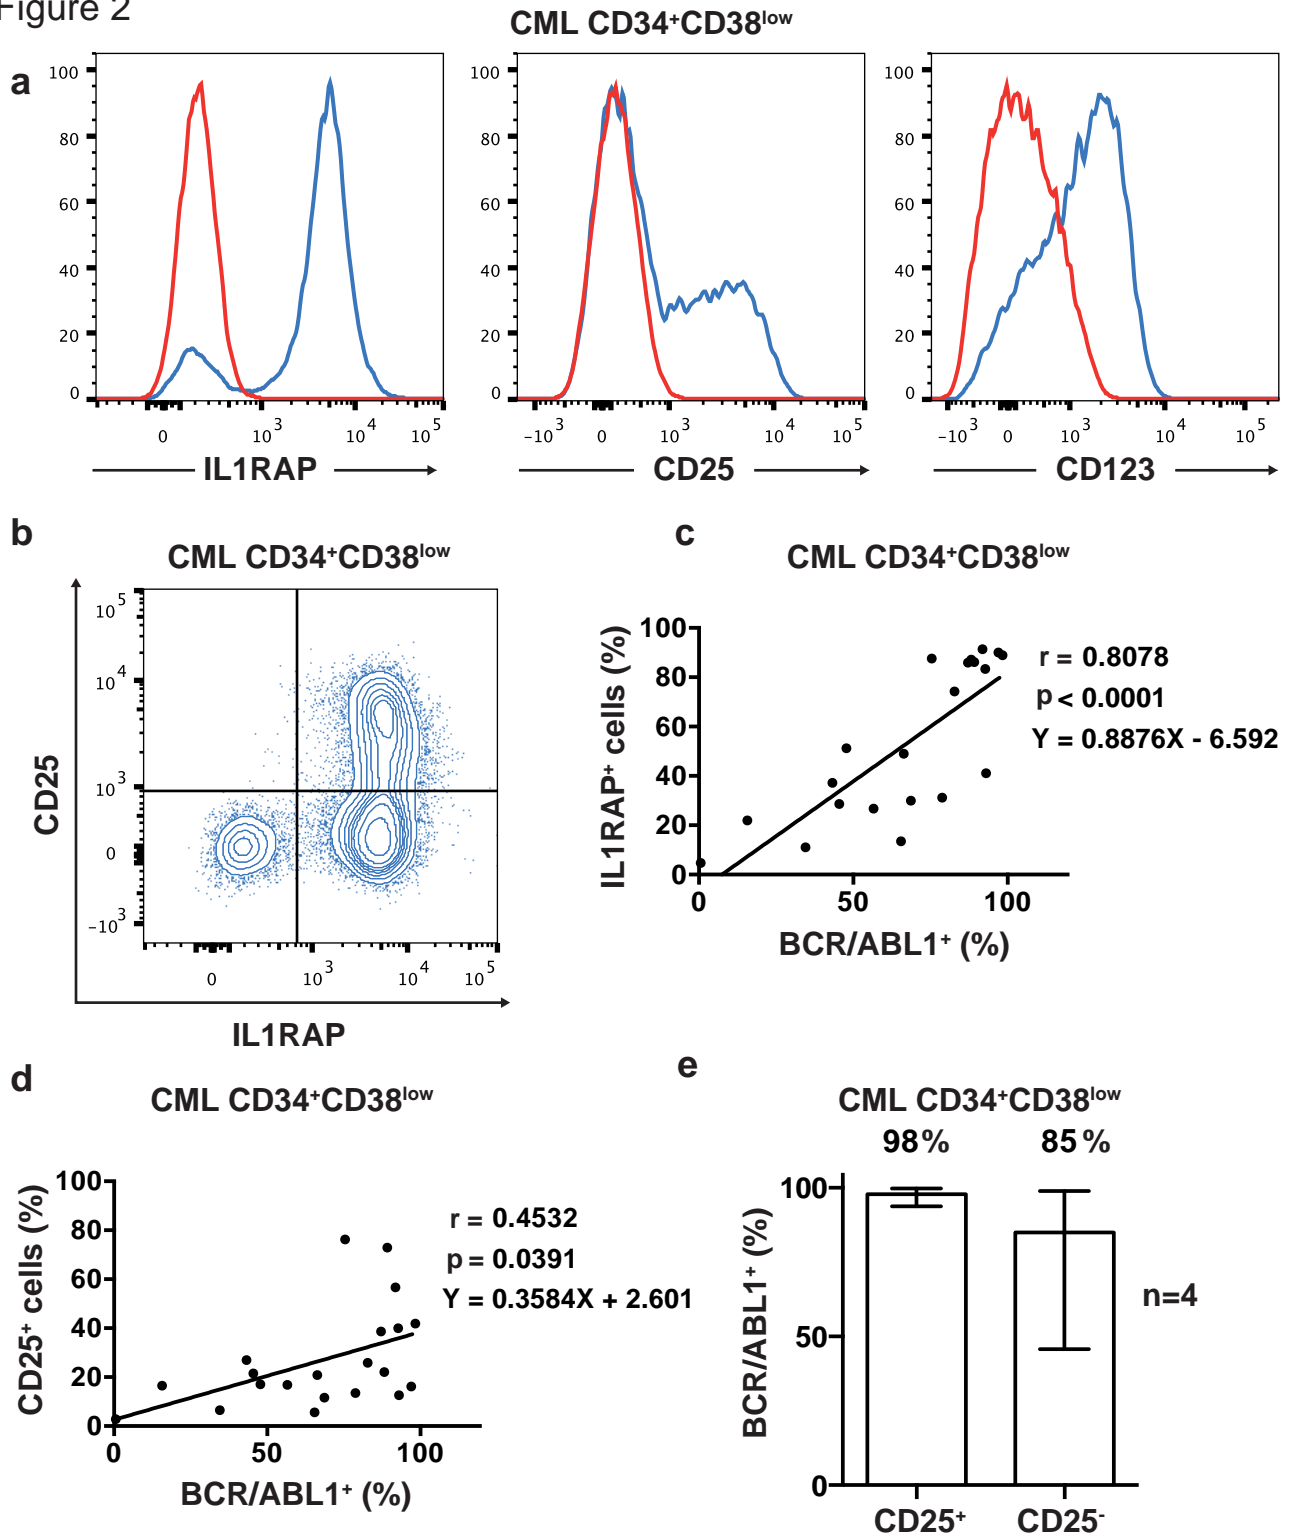 Figure 2
CML CD34+CD38low
a
100
80
60
40
20
0
0 10^3 10^4 10^5
IL1RAP
100
80
60
40
20
0
-10^3 0 10^3 10^4 10^5
CD25
100
80
60
40
20
0
-10^3 0 10^3 10^4 10^5
CD123
b
CML CD34+CD38low
10^5
10^4
10^3
0
-10^3
CD25
0 10^3 10^4 10^5
IL1RAP
c
CML CD34+CD38low
IL1RAP+ cells (%)
100
80
60
40
20
0
0 50 100
BCR/ABL1+ (%)
r = 0.8078
p < 0.0001
Y = 0.8876X - 6.592
d
CML CD34+CD38low
CD25+ cells (%)
100
80
60
40
20
0
0 50 100
BCR/ABL1+ (%)
r = 0.4532
p = 0.0391
Y = 0.3584X + 2.601
e
CML CD34+CD38low
98% 85%
BCR/ABL1+ (%)
100
50
0
CD25+ CD25-
n=4